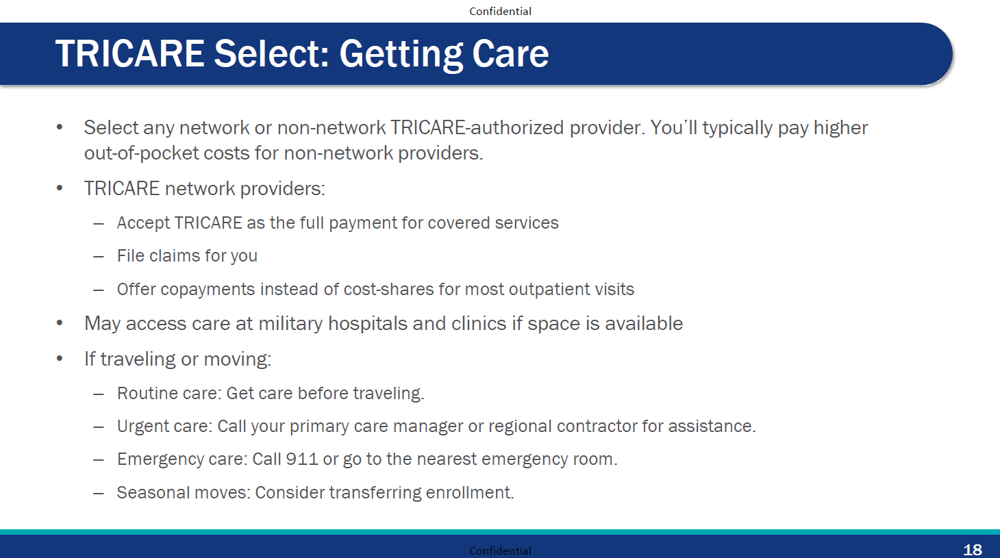 Confidential
TRICARE Select: Getting Care
• Select any network or non-network TRICARE-authorized provider. You’ll typically pay higher
out-of-pocket costs for non-network providers.
• TRICARE network providers:
– Accept TRICARE as the full payment for covered services
– File claims for you
– Offer copayments instead of cost-shares for most outpatient visits
• May access care at military hospitals and clinics if space is available
• If traveling or moving:
– Routine care: Get care before traveling.
– Urgent care: Call your primary care manager or regional contractor for assistance.
– Emergency care: Call 911 or go to the nearest emergency room.
– Seasonal moves: Consider transferring enrollment.
Confidential
18